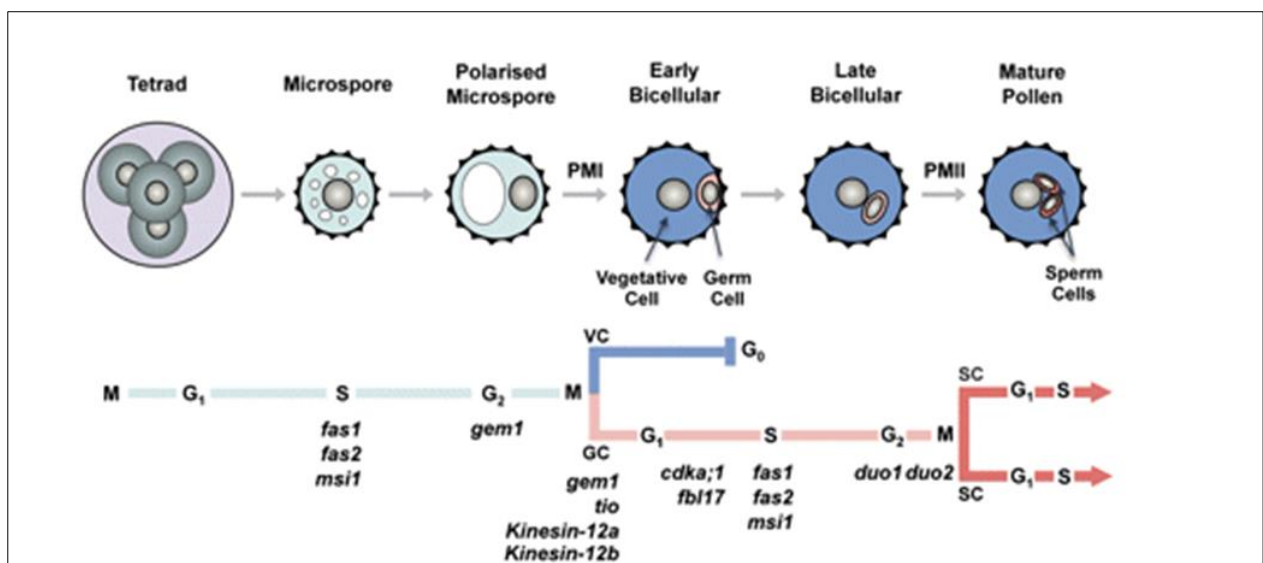 Tetrad
Microspore
Polarised
Microspore
Early
Bicellular
Late
Bicellular
Mature
Pollen
PMI
PMII
Vegetative
Cell
Germ
Cell
Sperm
Cells
VC
G₀
M G₁ S G₂ M
fas1
fas2
msi1
gem1
GC
G₁ S G₂ M
gem1
tio
Kinesin-12a
Kinesin-12b
cdka;1
fbl17
fas1
fas2
msi1
duo1 duo2
SC
G₁ S
G₁ S
SC